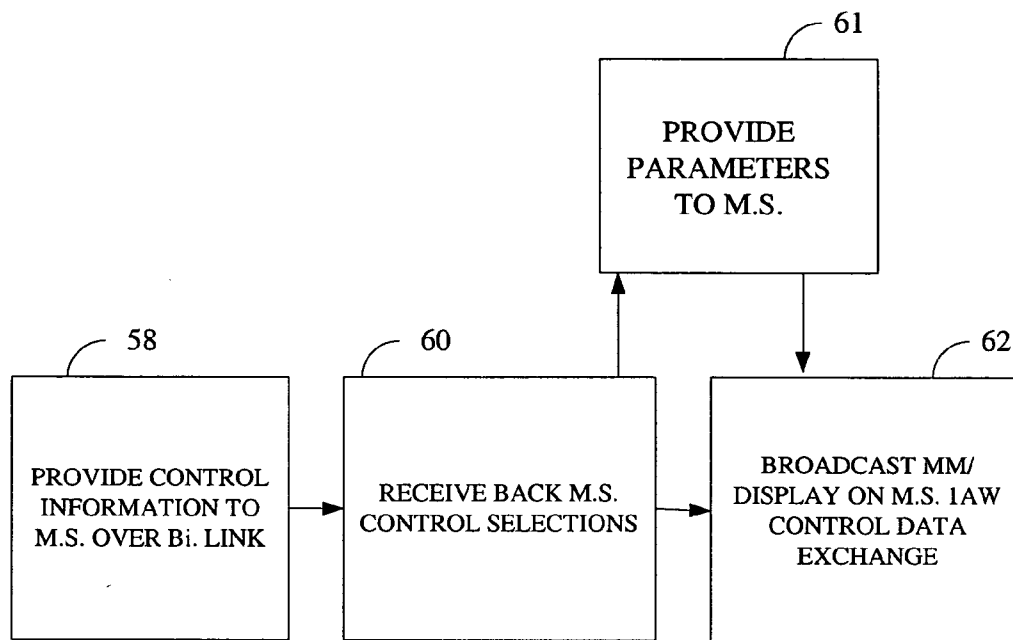 61
PROVIDE
PARAMETERS
TO M.S.
58
PROVIDE CONTROL
INFORMATION TO
M.S. OVER Bi. LINK
60
RECEIVE BACK M.S.
CONTROL SELECTIONS
62
BROADCAST MM/
DISPLAY ON M.S. 1AW
CONTROL DATA
EXCHANGE